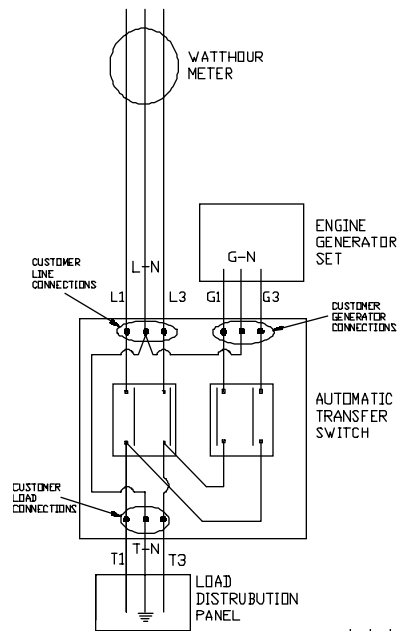 WATTHOUR
METER
ENGINE
GENERATOR
SET
G-N
L-N
CUSTOMER
LINE
CONNECTIONS
L1
L3
G1
G3
CUSTOMER
GENERATOR
CONNECTIONS
AUTOMATIC
TRANSFER
SWITCH
CUSTOMER
LOAD
CONNECTIONS
T-N
T1
T3
LOAD
DISTRUBUTION
PANEL